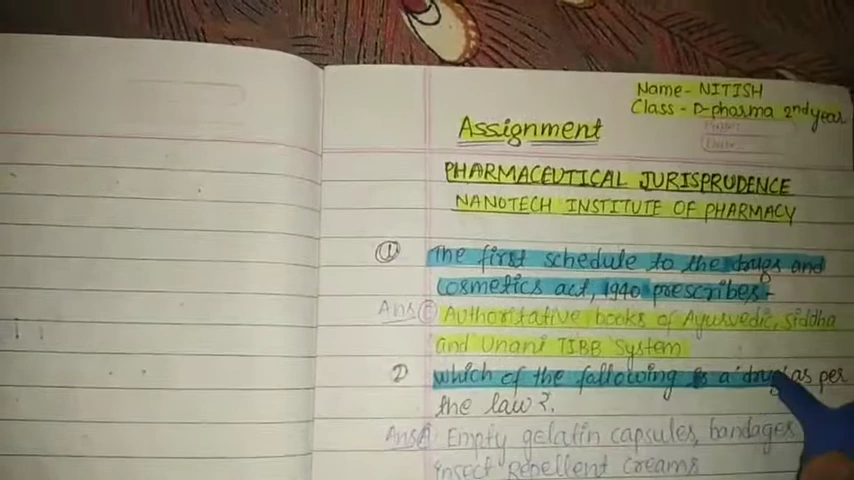 Name- NITISH
Class - D-pharma 2nd year
Assignment
PHARMACEUTICAL JURISPRUDENCE
NANOTECH INSTITUTE OF PHARMACY
① The first schedule to the drugs and
cosmetics act, 1940 prescribes-
Ans Ⓒ Authoritative books of Ayurvedic, siddha
and Unani TIBB system
② which of the following is a 'drug' as per
the law?
Ans Ⓐ Empty gelatin capsules, bandages
insect Repellent creams